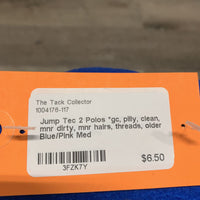 The Tack Collector
1004176-117
Jump Tec 2 Polos *gc, pilly, clean,
mnr dirty, mnr hairs, threads, older
Blue/Pink Med
$6.50
3FZK7Y